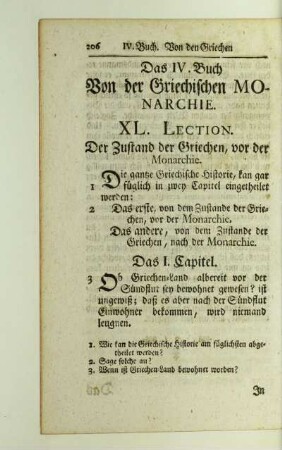 206 IV. Buch. Von den Griechen
Das IV. Buch
Von der Griechischen MO-
NARCHIE.
XL. LECTION.
Der Zustand der Griechen, vor der
Monarchie.
Die gantze Griechische Historie, kan gar
1 füglich in zwey Capitel eingetheilet
werden:
2 Das erste, von dem Zustande der Grie-
chen, vor der Monarchie.
Das andere, von dem Zustande der
Griechen, nach der Monarchie.
Das I. Capitel.
3 Ob Griechen-Land albereit vor der
Sündflut sey bewohnet gewesen? ist
ungewiß; daß es aber nach der Sündflut
Einwohner bekommen, wird niemand
leugnen.
1. Wie kan die Griechische Historie am füglichsten abge-
theilet werden?
2. Sage solche an?
3. Wenn ist Griechen-Land bewohnet worden?
In